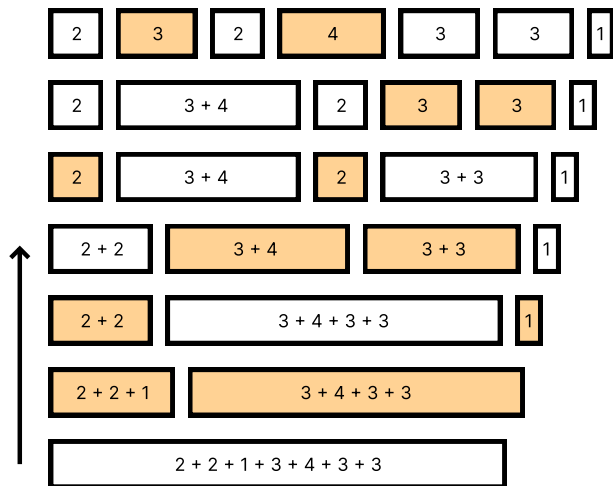 2 3 2 4 3 3 1
2 3 + 4 2 3 3 1
2 3 + 4 2 3 + 3 1
2 + 2 3 + 4 3 + 3 1
2 + 2 3 + 4 + 3 + 3 1
2 + 2 + 1 3 + 4 + 3 + 3
2 + 2 + 1 + 3 + 4 + 3 + 3